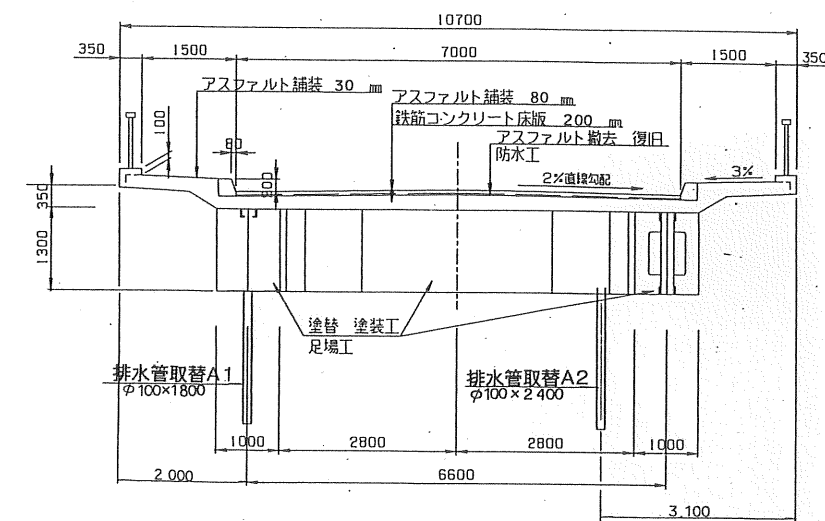 10700
350 1500 7000 1500 350
アスファルト舗装 30 ㎜
アスファルト舗装 80 ㎜
鉄筋コンクリート床版 200 ㎜
アスファルト撤去 復旧
防水工
100
80
300
2%直線勾配
3%
350
1300
塗替 塗装工
足場工
排水管取替A1
φ100×1800
排水管取替A2
φ100×2400
1000 2800 2800 1000
2000 6600
3,100